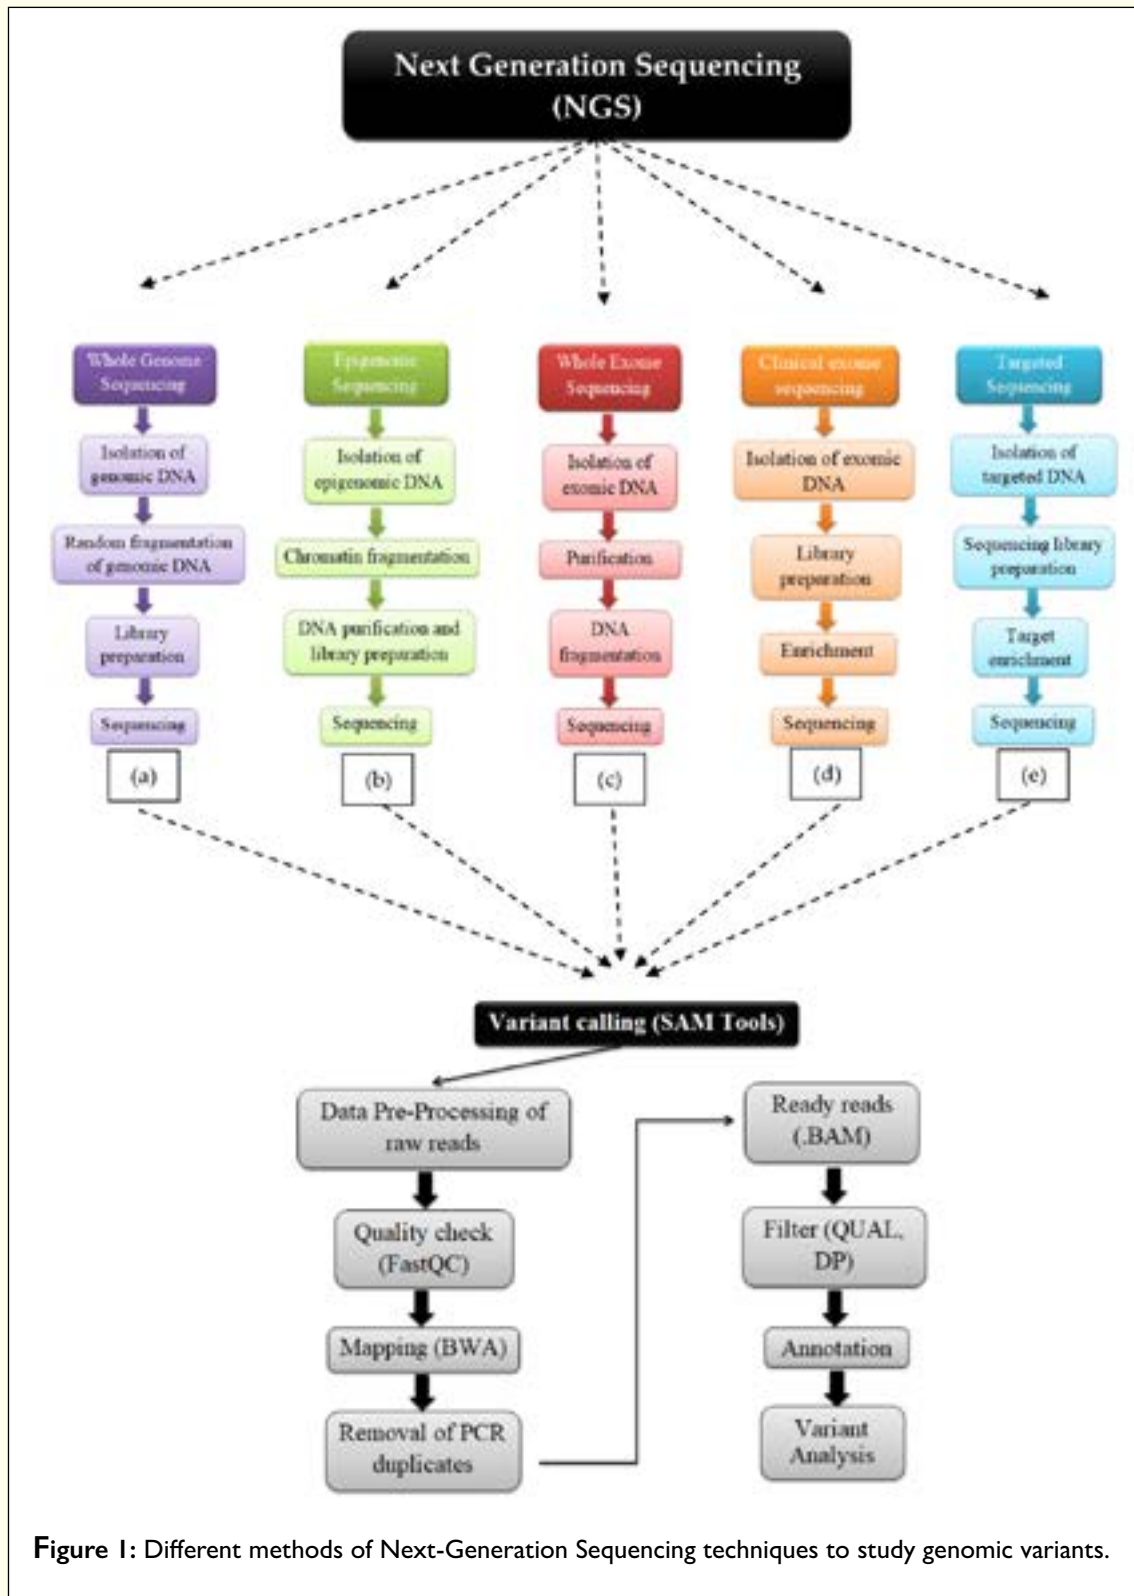 Next Generation Sequencing
(NGS)
Whole Genome
Sequencing
Isolation of
genomic DNA
Random fragmentation
of genomic DNA
Library
preparation
Sequencing
(a)
Epigenomic
Sequencing
Isolation of
epigenomic DNA
Chromatin fragmentation
DNA purification and
library preparation
Sequencing
(b)
Whole Exome
Sequencing
Isolation of
exomic DNA
Purification
DNA
fragmentation
Sequencing
(c)
Clinical exome
sequencing
Isolation of exomic
DNA
Library
preparation
Enrichment
Sequencing
(d)
Targeted
Sequencing
Isolation of
targeted DNA
Sequencing library
preparation
Target
enrichment
Sequencing
(e)
Variant calling (SAM Tools)
Data Pre-Processing of
raw reads
Quality check
(FastQC)
Mapping (BWA)
Removal of PCR
duplicates
Ready reads
(.BAM)
Filter (QUAL,
DP)
Annotation
Variant
Analysis
Figure 1: Different methods of Next-Generation Sequencing techniques to study genomic variants.